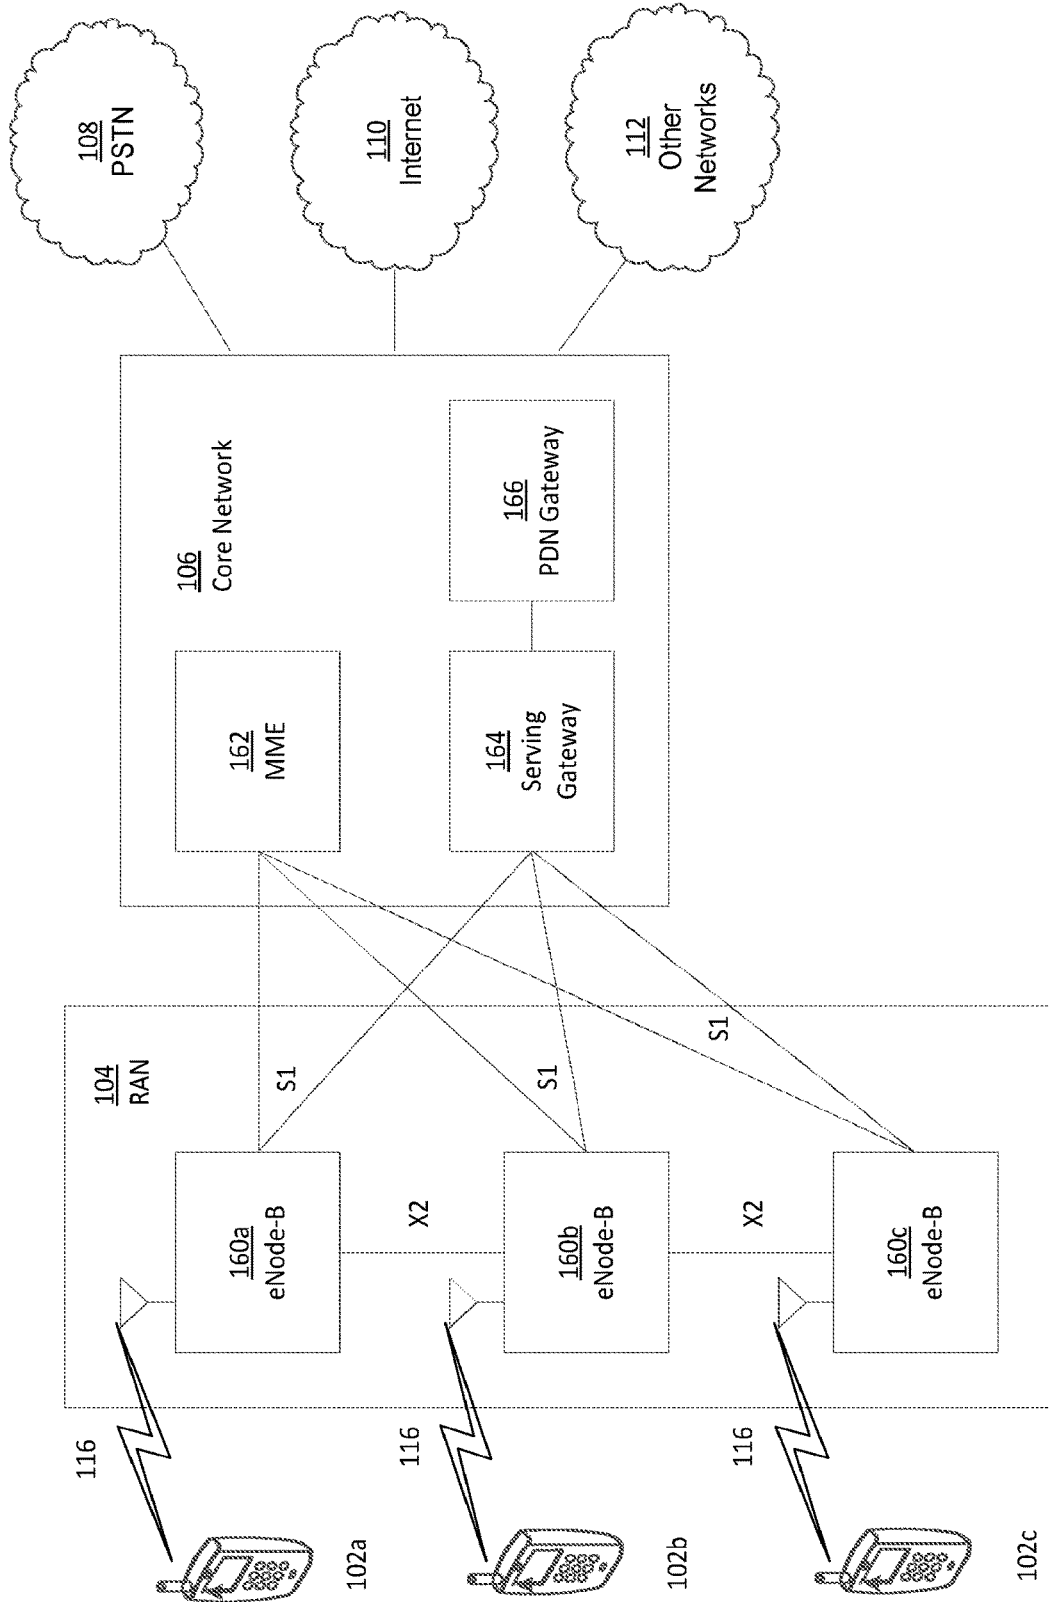 116
102a
116
102b
116
102c
104
RAN
160a
eNode-B
X2
160b
eNode-B
X2
160c
eNode-B
S1
S1
S1
106
Core Network
162
MME
164
Serving
Gateway
166
PDN Gateway
108
PSTN
110
Internet
112
Other
Networks